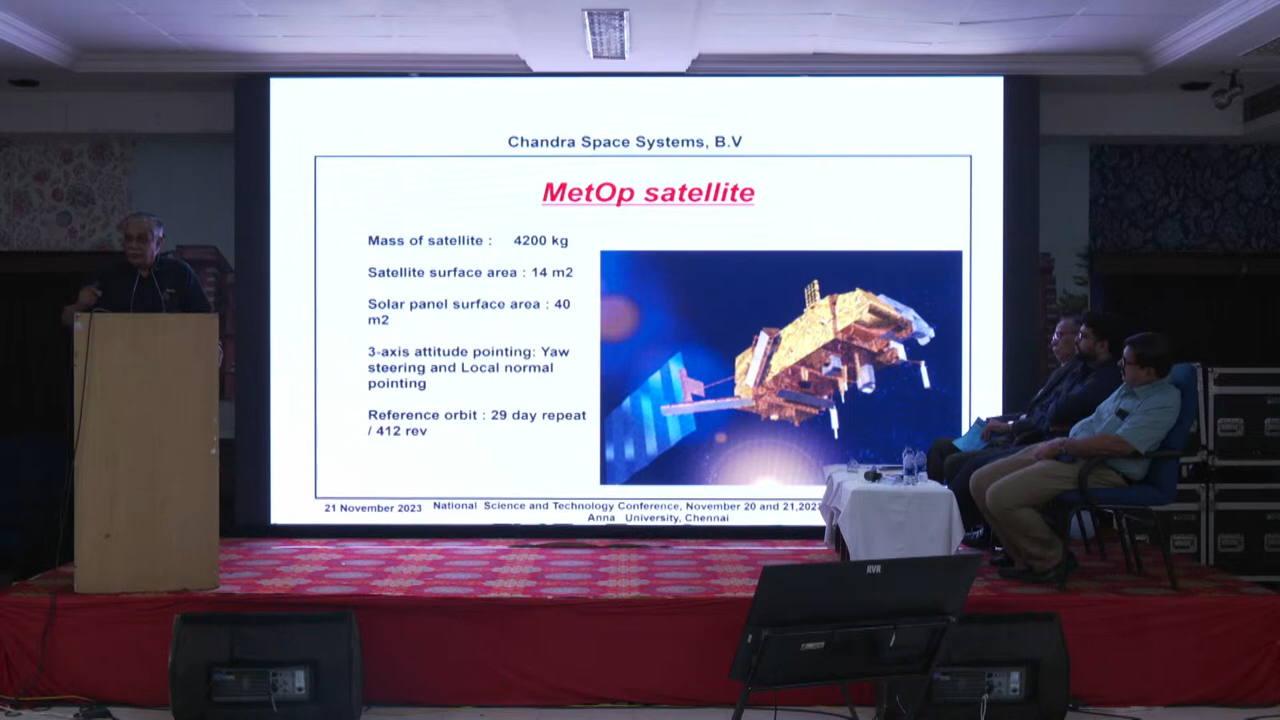 Chandra Space Systems, B.V
MetOp satellite
Mass of satellite : 4200 kg
Satellite surface area : 14 m2
Solar panel surface area : 40
m2
3-axis attitude pointing: Yaw
steering and Local normal
pointing
Reference orbit : 29 day repeat
/ 412 rev
21 November 2023
National Science and Technology Conference, November 20 and 21,2023
Anna University, Chennai
RVR